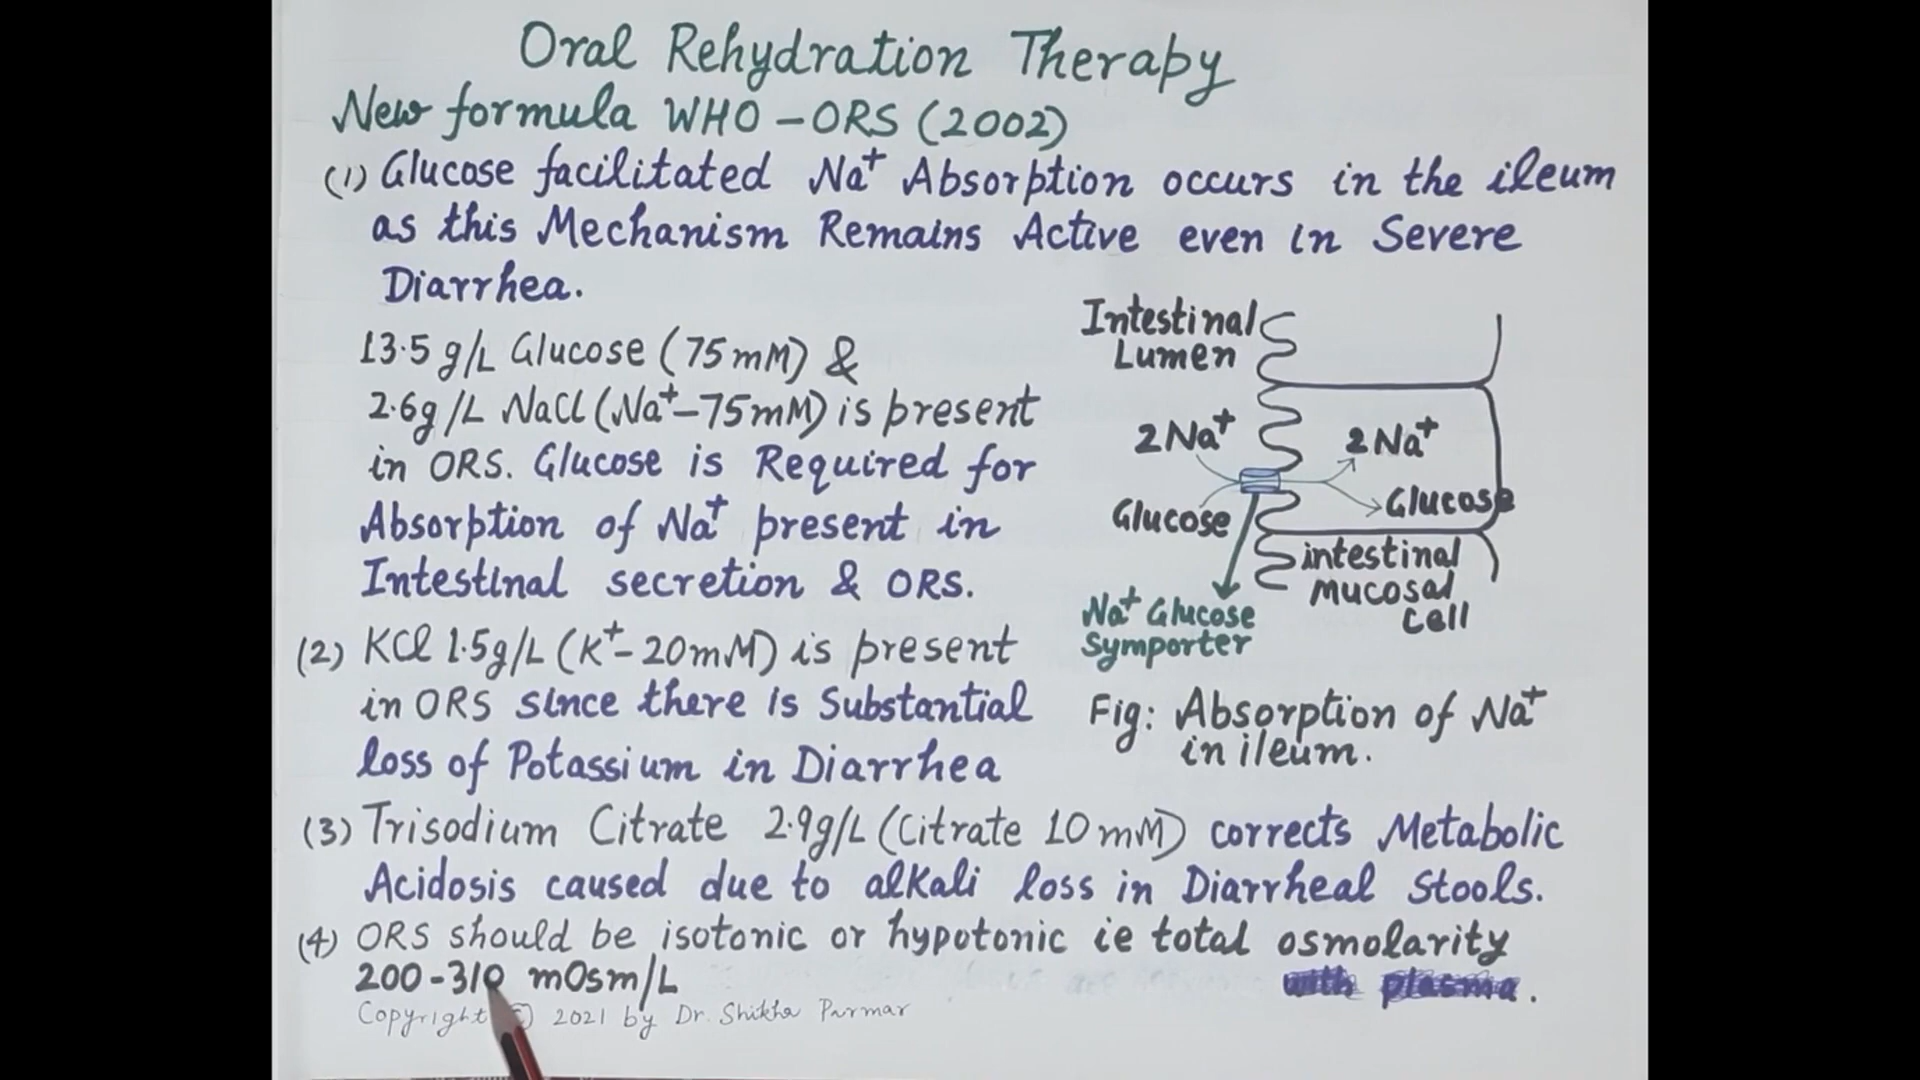 Oral Rehydration Therapy
New formula WHO - ORS (2002)
(1) Glucose facilitated Na⁺ Absorption occurs in the ileum
as this Mechanism Remains Active even in Severe
Diarrhea.
13.5 g/L Glucose (75mM) &
2.6g/L NaCl (Na⁺-75mM) is present
in ORS. Glucose is Required for
Absorption of Na⁺ present in
Intestinal secretion & ORS.
(2) KCl 1.5g/L (K⁺- 20mM) is present
in ORS since there is Substantial
loss of Potassium in Diarrhea
Intestinal
Lumen
2Na⁺
2Na⁺
Glucose
Glucose
intestinal
mucosal
cell
Na⁺ Glucose
Symporter
Fig: Absorption of Na⁺
in ileum.
(3) Trisodium Citrate 2.9g/L (Citrate 10mM) corrects Metabolic
Acidosis caused due to alkali loss in Diarrheal Stools.
(4) ORS should be isotonic or hypotonic ie total osmolarity
200-310 mOsm/L with plasma.
Copyright © 2021 by Dr. Shikha Parmar